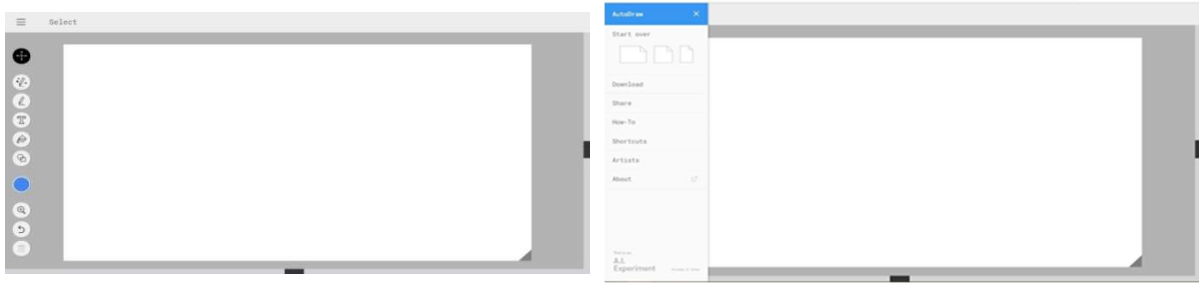 Select
AutoDraw
Start over
Download
Share
How-To
Shortcuts
Artists
About
A.I.
Experiment